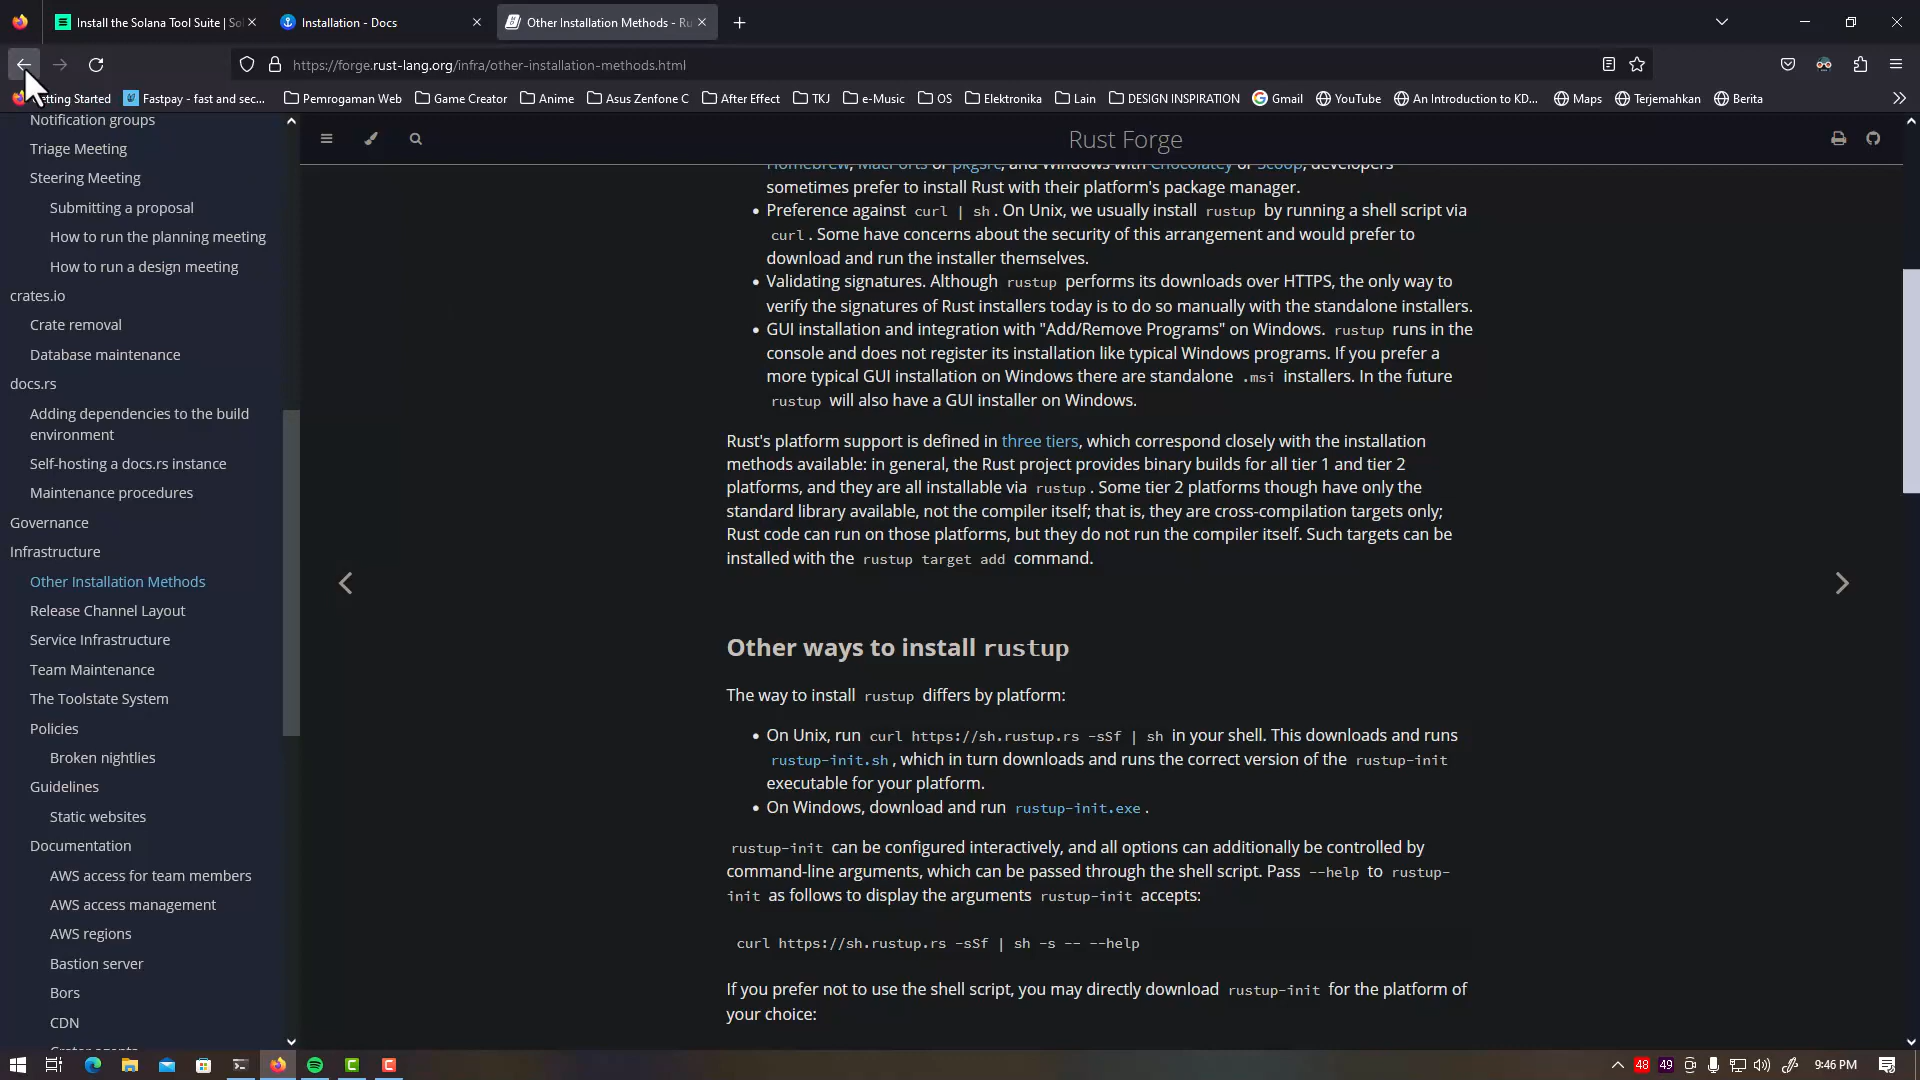 Install the Solana Tool Suite | Sol
Installation - Docs
Other Installation Methods - Ru
https://forge.rust-lang.org/infra/other-installation-methods.html
Getting Started
Fastpay - fast and sec...
Pemrogaman Web
Game Creator
Anime
Asus Zenfone C
After Effect
TKJ
e-Music
OS
Elektronika
Lain
DESIGN INSPIRATION
Gmail
YouTube
An Introduction to KD...
Maps
Terjemahkan
Berita
Notification groups
Triage Meeting
Steering Meeting
Submitting a proposal
How to run the planning meeting
How to run a design meeting
crates.io
Crate removal
Database maintenance
docs.rs
Adding dependencies to the build
environment
Self-hosting a docs.rs instance
Maintenance procedures
Governance
Infrastructure
Other Installation Methods
Release Channel Layout
Service Infrastructure
Team Maintenance
The Toolstate System
Policies
Broken nightlies
Guidelines
Static websites
Documentation
AWS access for team members
AWS access management
AWS regions
Bastion server
Bors
CDN
Rust Forge
Homebrew, MacPorts or pkgsrc, and Windows with Chocolatey or Scoop, developers
sometimes prefer to install Rust with their platform's package manager.
• Preference against curl | sh. On Unix, we usually install rustup by running a shell script via
curl. Some have concerns about the security of this arrangement and would prefer to
download and run the installer themselves.
• Validating signatures. Although rustup performs its downloads over HTTPS, the only way to
verify the signatures of Rust installers today is to do so manually with the standalone installers.
• GUI installation and integration with "Add/Remove Programs" on Windows. rustup runs in the
console and does not register its installation like typical Windows programs. If you prefer a
more typical GUI installation on Windows there are standalone .msi installers. In the future
rustup will also have a GUI installer on Windows.
Rust's platform support is defined in three tiers, which correspond closely with the installation
methods available: in general, the Rust project provides binary builds for all tier 1 and tier 2
platforms, and they are all installable via rustup. Some tier 2 platforms though have only the
standard library available, not the compiler itself; that is, they are cross-compilation targets only;
Rust code can run on those platforms, but they do not run the compiler itself. Such targets can be
installed with the rustup target add command.
Other ways to install rustup
The way to install rustup differs by platform:
• On Unix, run curl https://sh.rustup.rs -sSf | sh in your shell. This downloads and runs
rustup-init.sh, which in turn downloads and runs the correct version of the rustup-init
executable for your platform.
• On Windows, download and run rustup-init.exe.
rustup-init can be configured interactively, and all options can additionally be controlled by
command-line arguments, which can be passed through the shell script. Pass --help to rustup-
init as follows to display the arguments rustup-init accepts:
curl https://sh.rustup.rs -sSf | sh -s -- --help
If you prefer not to use the shell script, you may directly download rustup-init for the platform of
your choice:
48
49
9:46 PM